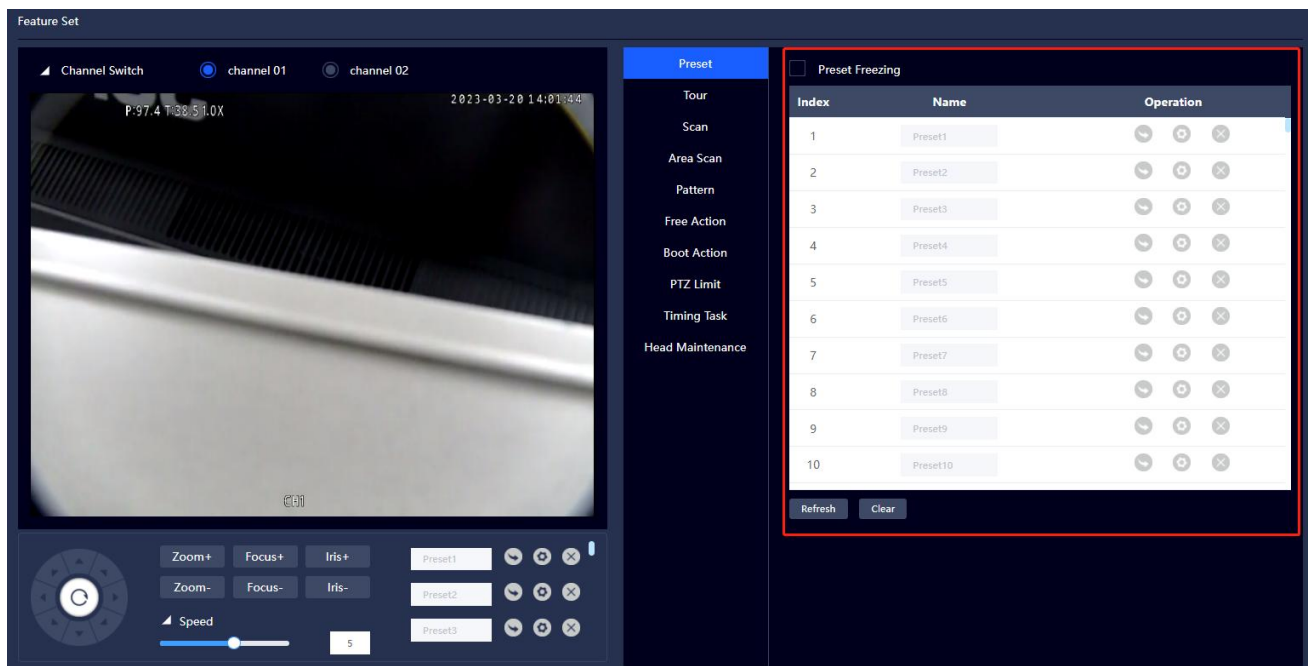 Feature Set
Channel Switch channel 01 channel 02
P:97.4 T:38.5 1.0X 2023-03-20 14:01:44
CH1
Zoom+ Focus+ Iris+
Zoom- Focus- Iris-
Speed
5
Preset1
Preset2
Preset3
Preset
Tour
Scan
Area Scan
Pattern
Free Action
Boot Action
PTZ Limit
Timing Task
Head Maintenance
Preset Freezing
Index Name Operation
1 Preset1
2 Preset2
3 Preset3
4 Preset4
5 Preset5
6 Preset6
7 Preset7
8 Preset8
9 Preset9
10 Preset10
Refresh Clear